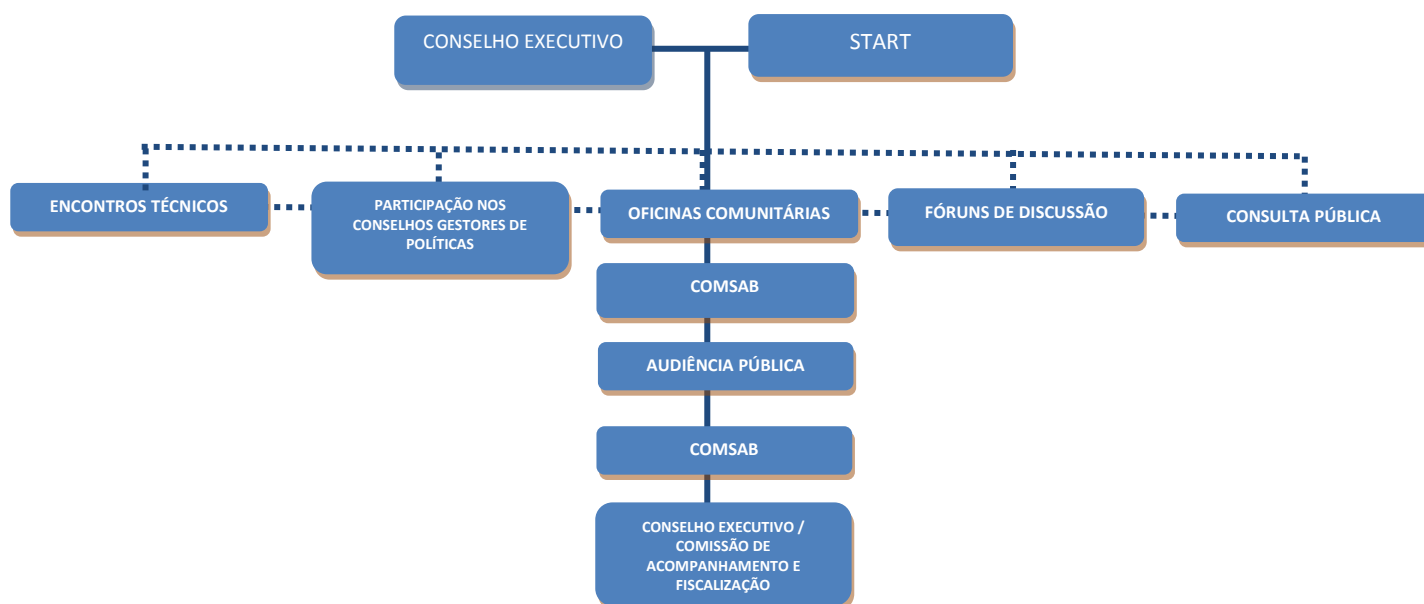 CONSELHO EXECUTIVO
START
ENCONTROS TÉCNICOS
PARTICIPAÇÃO NOS
CONSELHOS GESTORES DE
POLÍTICAS
OFICINAS COMUNITÁRIAS
FÓRUNS DE DISCUSSÃO
CONSULTA PÚBLICA
COMSAB
AUDIÊNCIA PÚBLICA
COMSAB
CONSELHO EXECUTIVO /
COMISSÃO DE
ACOMPANHAMENTO E
FISCALIZAÇÃO